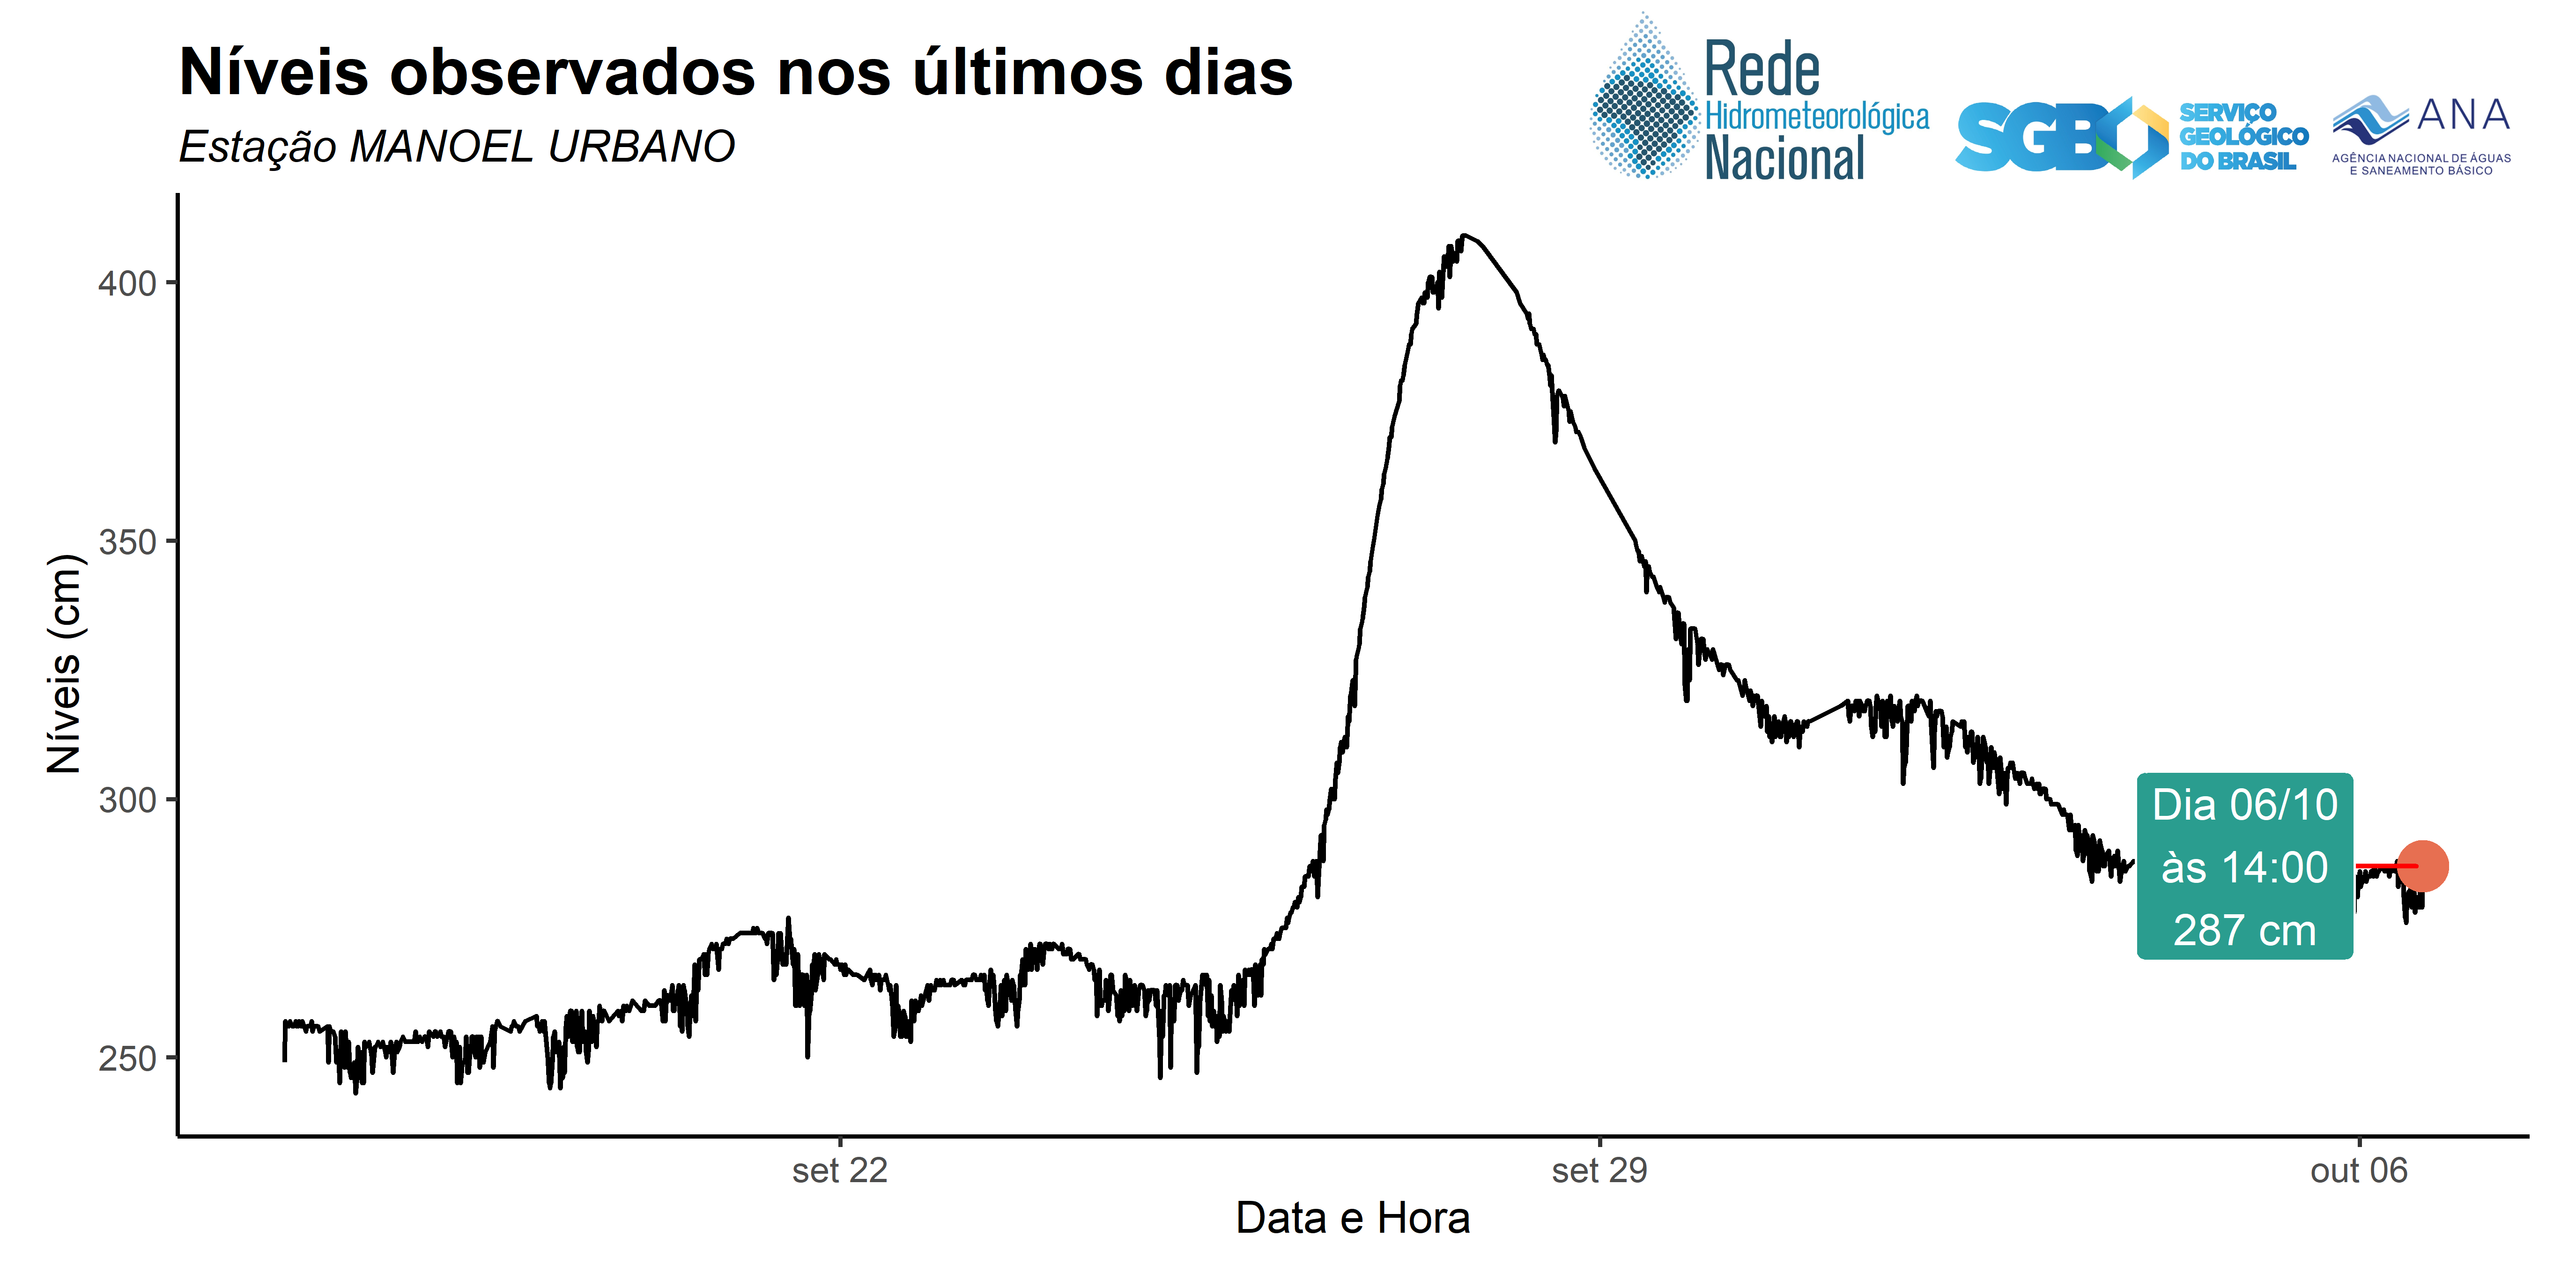 Níveis observados nos últimos dias
Estação MANOEL URBANO
Rede
Hidrometeorológica
Nacional
SGB
SERVIÇO
GEOLÓGICO
DO BRASIL
ANA
AGÊNCIA NACIONAL DE ÁGUAS
E SANEAMENTO BÁSICO
Níveis (cm)
400
350
300
250
Dia 06/10
às 14:00
287 cm
set 22
set 29
out 06
Data e Hora